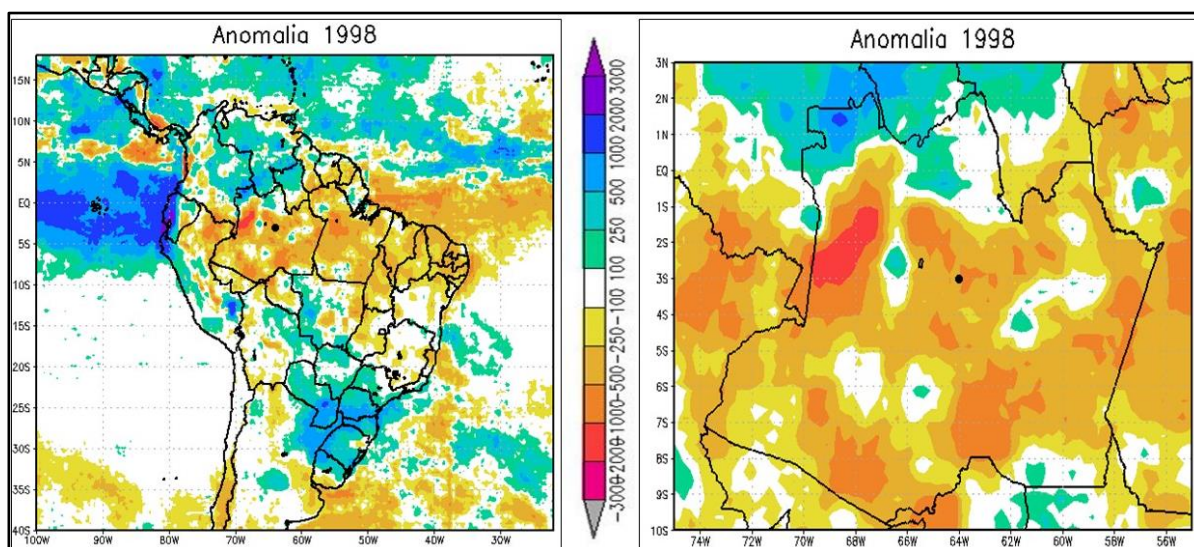 Anomalia 1998
15N
10N
5N
EQ
5S
10S
15S
20S
25S
30S
35S
40S
100W 90W 80W 70W 60W 50W 40W 30W
3000
2000
1000
500
250
100
-100
-250
-500
-1000
-2000
-3000
Anomalia 1998
3N
2N
1N
EQ
1S
2S
3S
4S
5S
6S
7S
8S
9S
10S
74W 72W 70W 68W 66W 64W 62W 60W 58W 56W